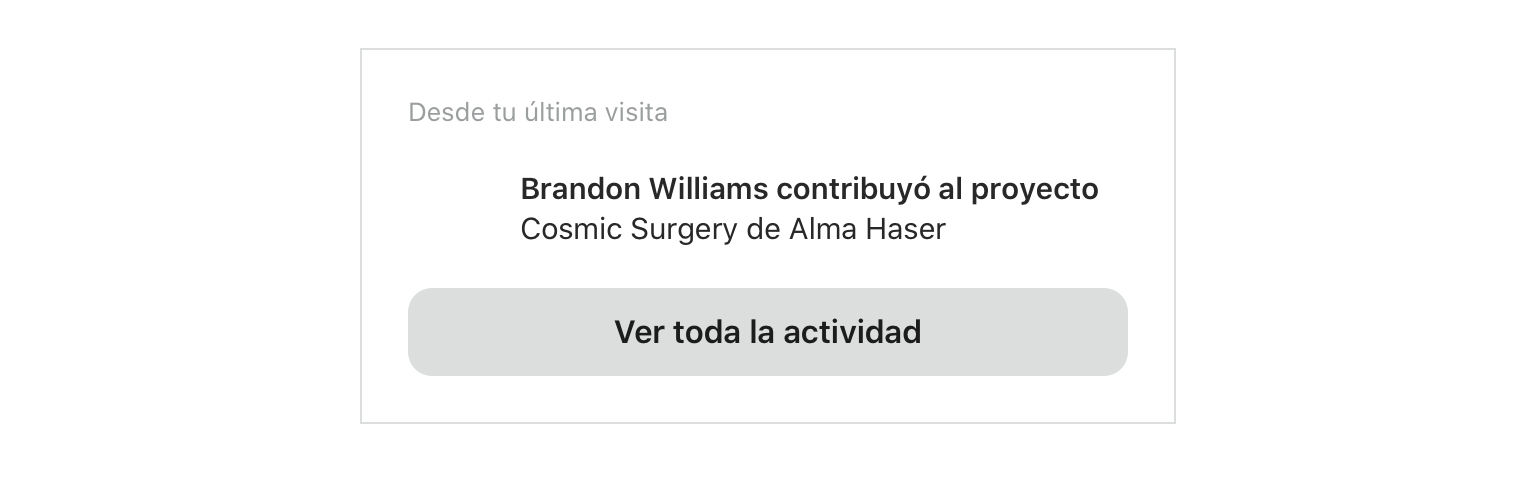 Desde tu última visita
Brandon Williams contribuyó al proyecto
Cosmic Surgery de Alma Haser
Ver toda la actividad